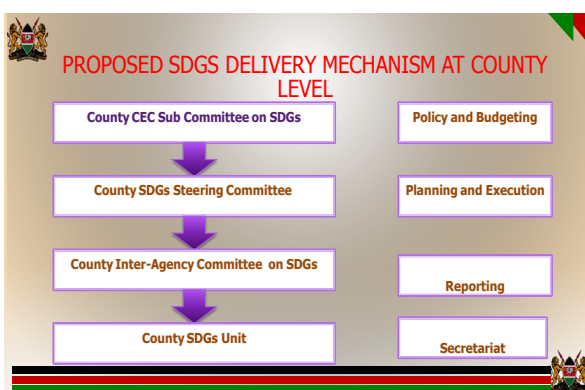 PROPOSED SDGS DELIVERY MECHANISM AT COUNTY
LEVEL
County CEC Sub Committee on SDGs
Policy and Budgeting
County SDGs Steering Committee
Planning and Execution
County Inter-Agency Committee on SDGs
Reporting
County SDGs Unit
Secretariat